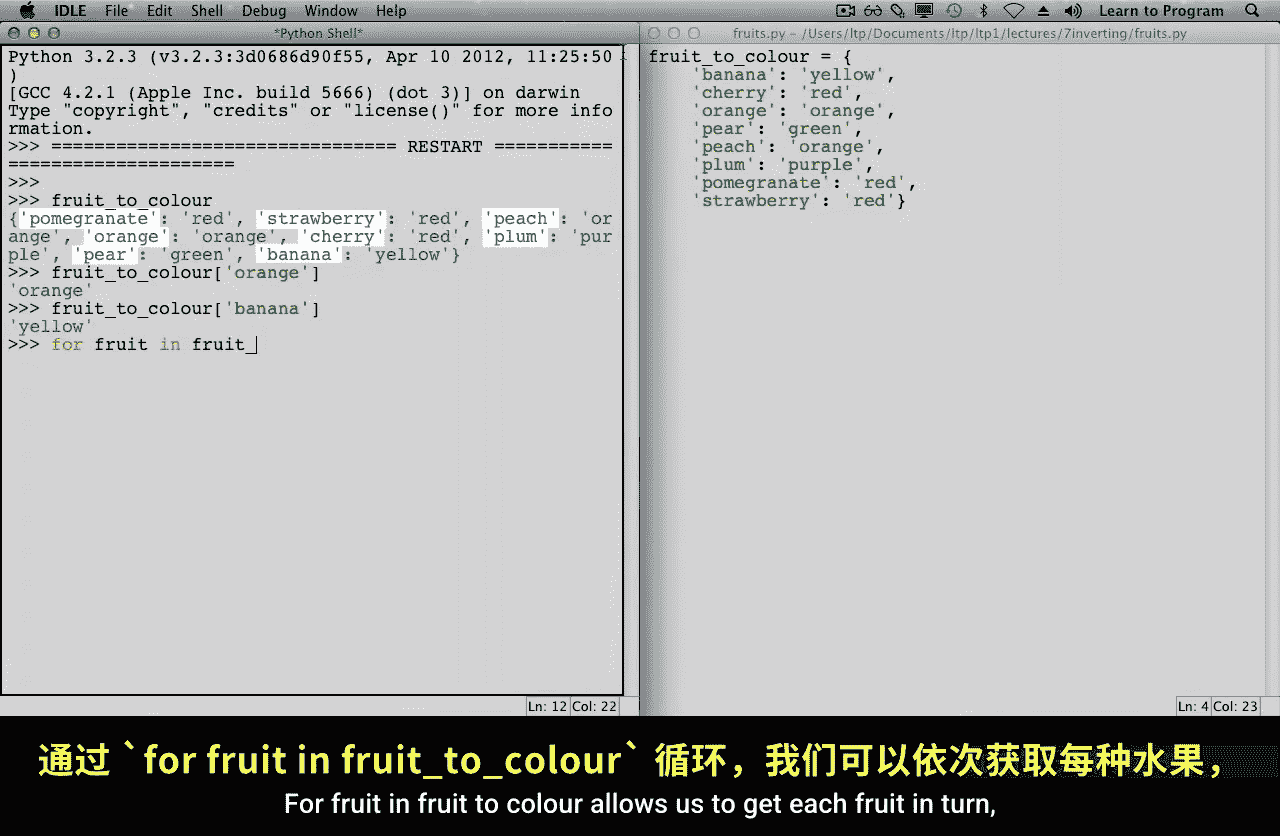 IDLE File Edit Shell Debug Window Help Learn to Program
*Python Shell*
Python 3.2.3 (v3.2.3:3d0686d90f55, Apr 10 2012, 11:25:50
)
[GCC 4.2.1 (Apple Inc. build 5666) (dot 3)] on darwin
Type "copyright", "credits" or "license()" for more info
rmation.
>>> ================================ RESTART ===========
=====================
>>>
>>> fruit_to_colour
{'pomegranate': 'red', 'strawberry': 'red', 'peach': 'or
ange', 'orange': 'orange', 'cherry': 'red', 'plum': 'pur
ple', 'pear': 'green', 'banana': 'yellow'}
>>> fruit_to_colour['orange']
'orange'
>>> fruit_to_colour['banana']
'yellow'
>>> for fruit in fruit_
Ln: 12 Col: 22
fruits.py – /Users/ltp/Documents/ltp/ltp1/lectures/7inverting/fruits.py
fruit_to_colour = {
    'banana': 'yellow',
    'cherry': 'red',
    'orange': 'orange',
    'pear': 'green',
    'peach': 'orange',
    'plum': 'purple',
    'pomegranate': 'red',
    'strawberry': 'red'}
Ln: 4 Col: 23
通过 `for fruit in fruit_to_colour` 循环，我们可以依次获取每种水果，
For fruit in fruit to colour allows us to get each fruit in turn,